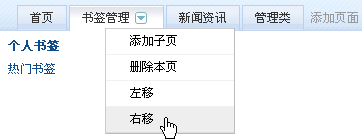 首页 书签管理 新闻资讯 管理类 添加页面
个人书签
热门书签
添加子页
删除本页
左移
右移